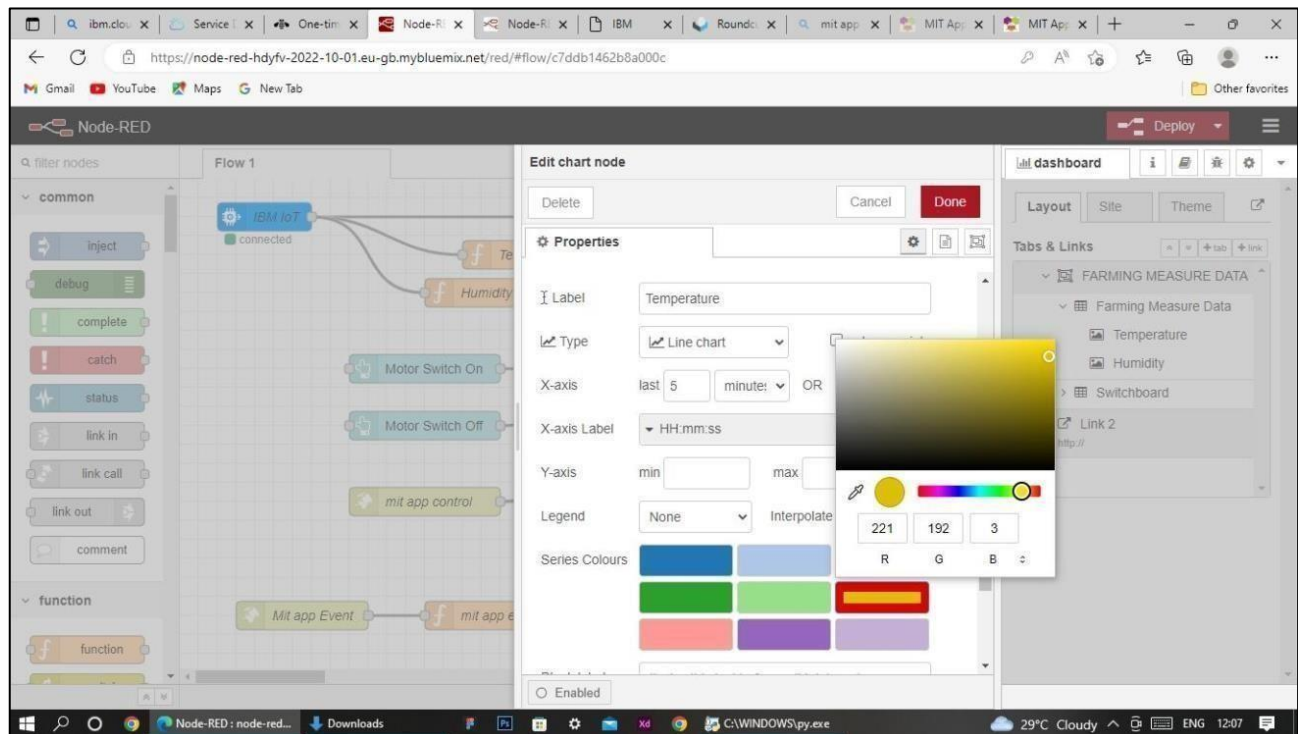 ibm.clou
Service
One-tim
Node-R
Node-R
IBM
Roundc
mit app
MIT App
MIT App
https://node-red-hdyfv-2022-10-01.eu-gb.mybluemix.net/red/#flow/c7ddb1462b8a000c
Gmail YouTube Maps New Tab Other favorites
Node-RED Deploy
filter nodes
common
inject
debug
complete
catch
status
link in
link call
link out
comment
function
function
Flow 1
IBM IoT
connected
Te
Humidity
Motor Switch On
Motor Switch Off
mit app control
Mit app Event
mit app e
Edit chart node
Delete Cancel Done
Properties
Label Temperature
Type Line chart
X-axis last 5 minutes OR
X-axis Label HH:mm:ss
Y-axis min max
Legend None Interpolate
Series Colours
221 192 3
R G B
Enabled
dashboard
Layout Site Theme
Tabs & Links +tab +link
FARMING MEASURE DATA
Farming Measure Data
Temperature
Humidity
Switchboard
Link 2
http://
Node-RED : node-red... Downloads C:\WINDOWS\py.exe 29°C Cloudy ENG 12:07